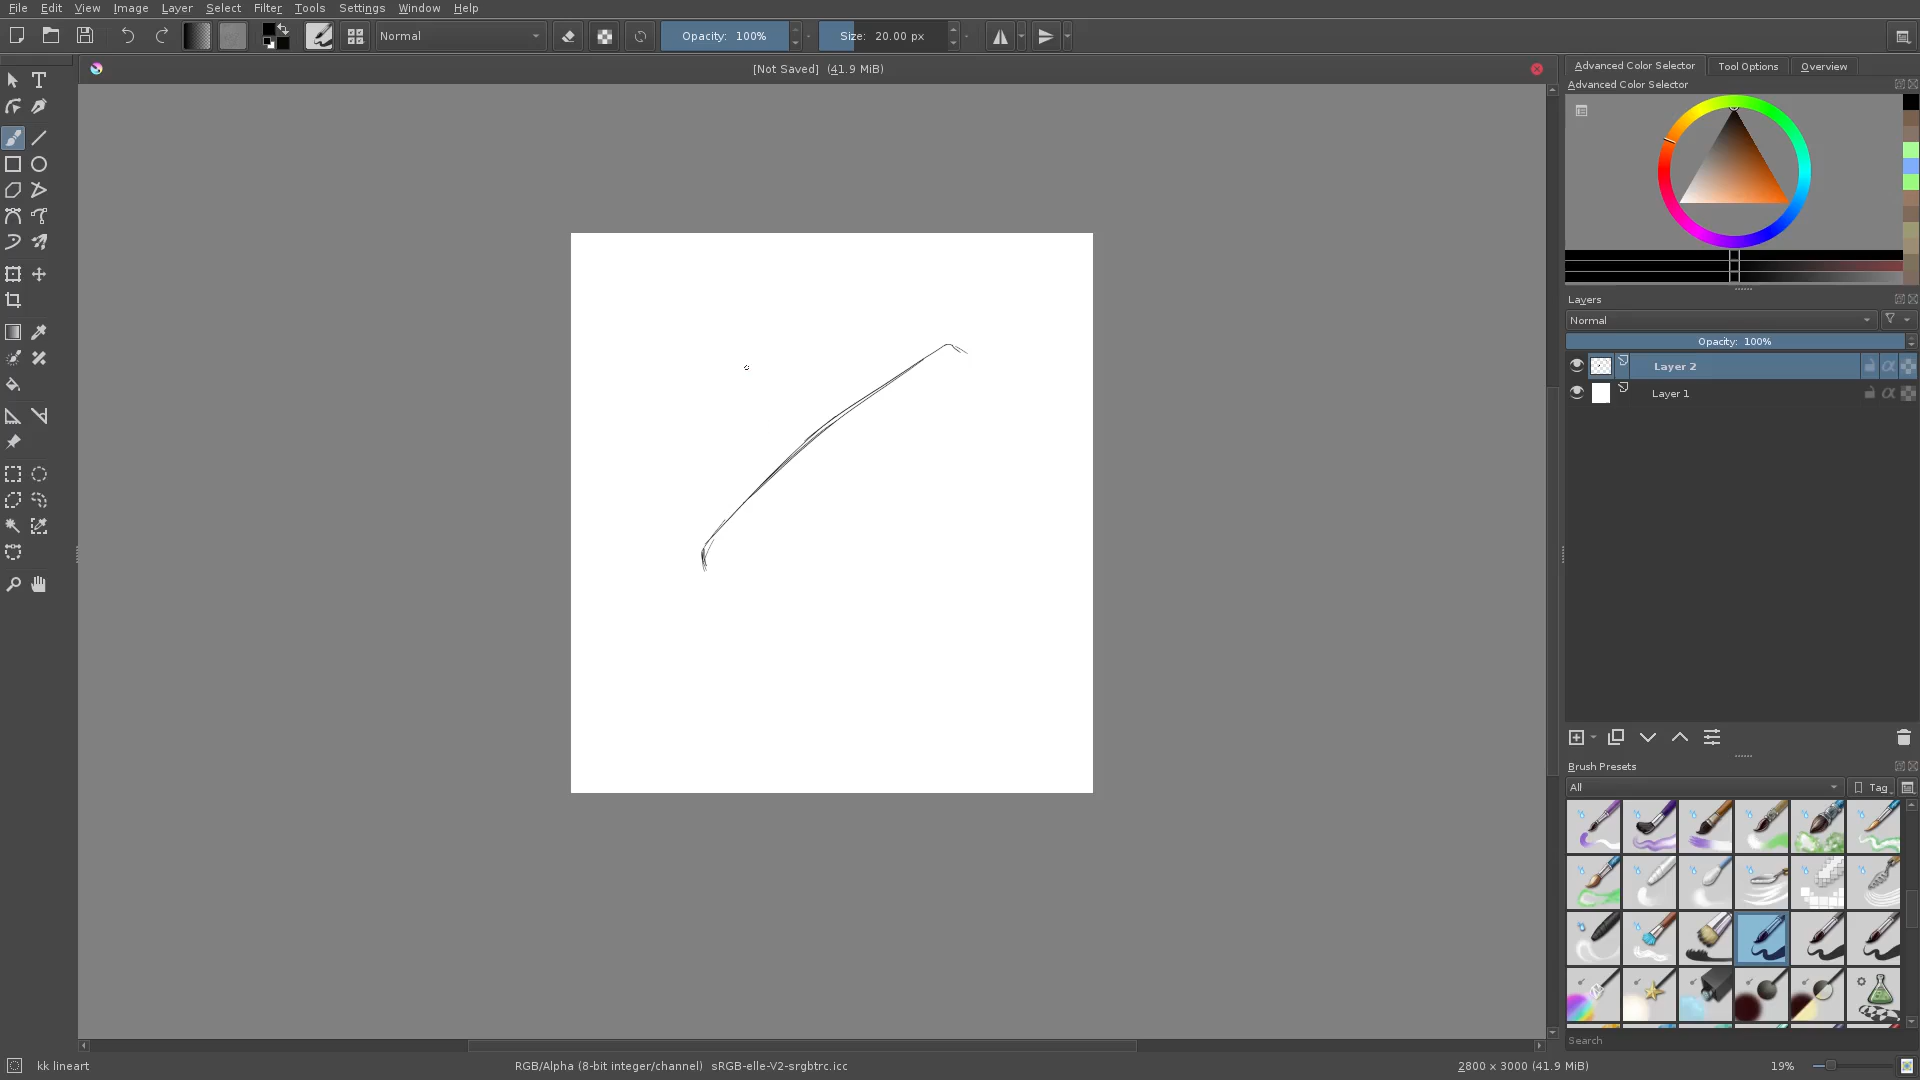 File Edit View Image Layer Select Filter Tools Settings Window Help
Normal Opacity: 100% Size: 20.00 px
[Not Saved] (41.9 MiB)
Advanced Color Selector Tool Options Overview
Advanced Color Selector
Layers
Normal
Opacity: 100%
Layer 2
Layer 1
Brush Presets
All Tag
Search
kk lineart RGB/Alpha (8-bit integer/channel) sRGB-elle-V2-srgbtrc.icc 2800 x 3000 (41.9 MiB) 19%